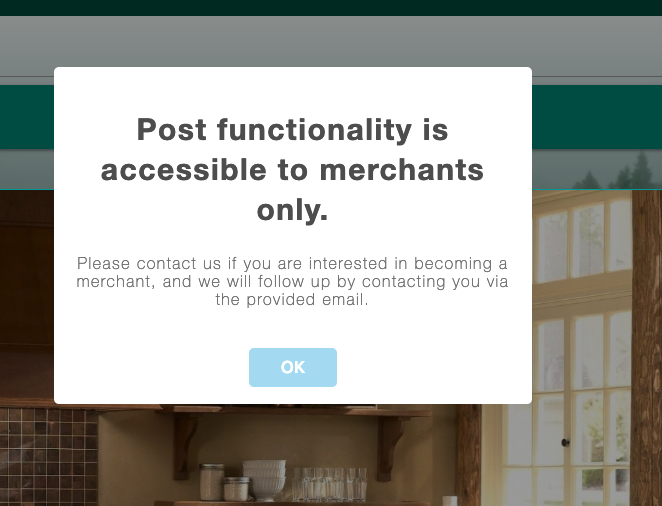 Post functionality is
accessible to merchants
only.
Please contact us if you are interested in becoming a
merchant, and we will follow up by contacting you via
the provided email.
OK